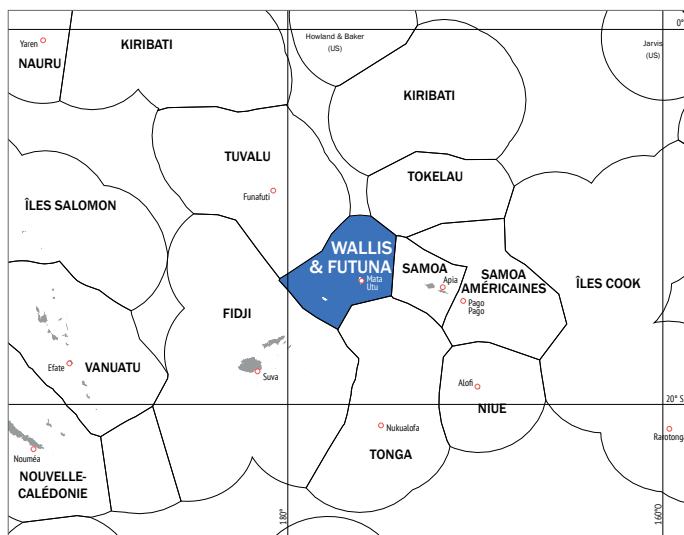 0°
Yaren
NAURU
KIRIBATI
Howland & Baker
(US)
Jarvis
(US)
KIRIBATI
TUVALU
Funafuti
TOKELAU
ÎLES SALOMON
WALLIS
& FUTUNA
Mata
Utu
SAMOA
Apia
SAMOA
AMÉRICAINES
Pago
Pago
ÎLES COOK
FIDJI
Suva
VANUATU
Efate
Alofi
NIUE
20° S
Nukualofa
TONGA
Rarotonga
Nouméa
NOUVELLE-
CALÉDONIE
180°
160°O